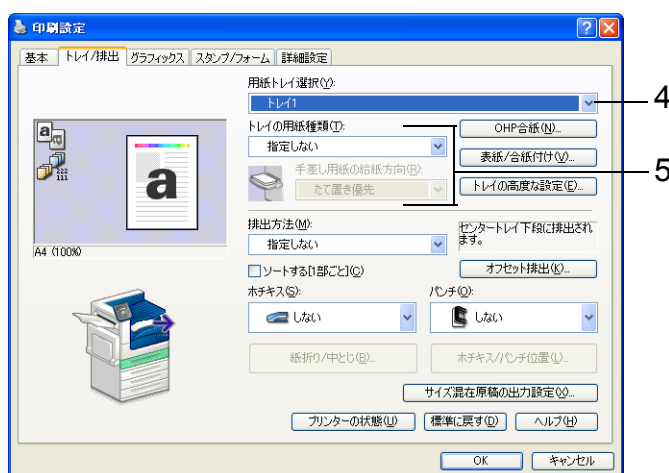 印刷設定
基本 トレイ/排出 グラフィックス スタンプ/フォーム 詳細設定
用紙トレイ選択(Y):
トレイ1
4
トレイの用紙種類(T):
指定しない
OHP合紙(N)...
表紙/合紙付け(V)...
5
手差し用紙の給紙方向(R):
たて置き優先
トレイの高度な設定(E)...
a
a
a
A4 (100%)
排出方法(M):
指定しない
センタートレイ下段に排出されます。
ソートする[1部ごと](C)
オフセット排出(K)...
ホチキス(S):
しない
パンチ(O):
しない
紙折り/中とじ(B)...
ホチキス/パンチ位置(L)...
サイズ混在原稿の出力設定(X)...
プリンターの状態(U) 標準に戻す(D) ヘルプ(H)
OK キャンセル